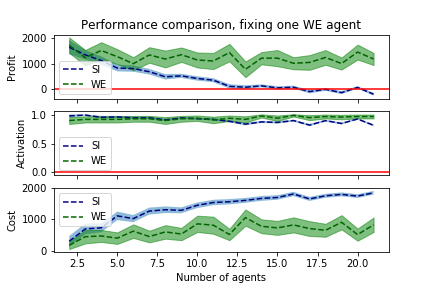 Performance comparison, fixing one WE agent
Profit
2000
1000
0
SI
WE
Activation
1.0
0.5
0.0
SI
WE
Cost
2000
1000
0
SI
WE
2.5 5.0 7.5 10.0 12.5 15.0 17.5 20.0
Number of agents